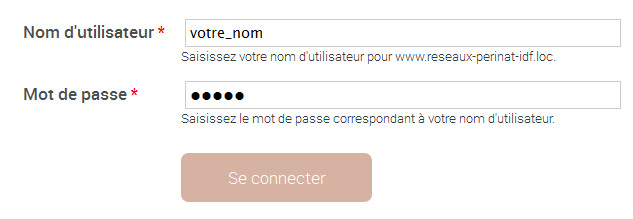 Nom d'utilisateur * votre_nom
Saisissez votre nom d'utilisateur pour www.reseaux-perinat-idf.loc.
Mot de passe * ●●●●●
Saisissez le mot de passe correspondant à votre nom d'utilisateur.
Se connecter